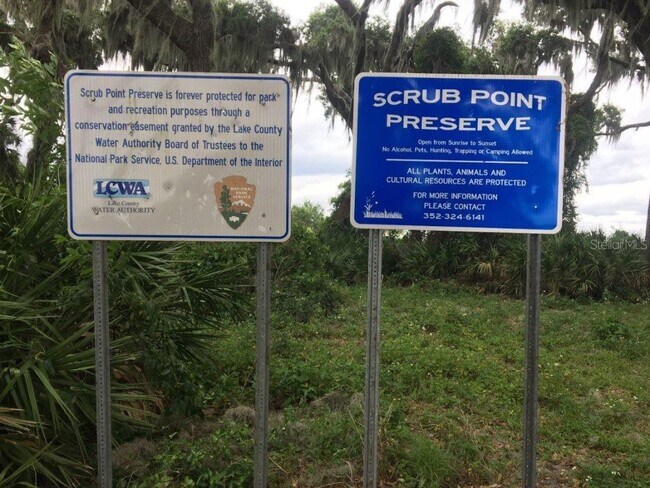 Scrub Point Preserve is forever protected for park
and recreation purposes through a
conservation easement granted by the Lake County
Water Authority Board of Trustees to the
National Park Service, U.S. Department of the Interior
LCWA
Lake County
WATER AUTHORITY
NATIONAL
PARK
SERVICE
SCRUB POINT
PRESERVE
Open from Sunrise to Sunset
No Alcohol, Pets, Hunting, Trapping or Camping Allowed
ALL PLANTS, ANIMALS AND
CULTURAL RESOURCES ARE PROTECTED
FOR MORE INFORMATION
PLEASE CONTACT
352-324-6141
StellarMLS